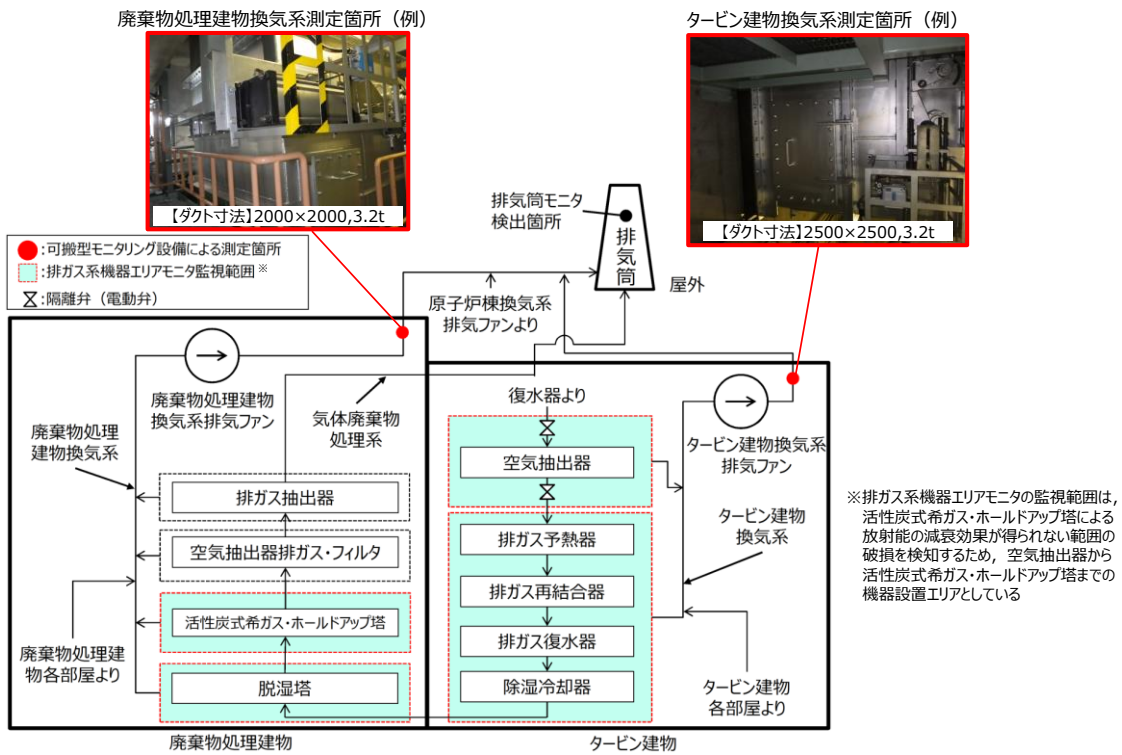 廃棄物処理建物換気系測定箇所（例）
タービン建物換気系測定箇所（例）
【ダクト寸法】2000×2000,3.2t
【ダクト寸法】2500×2500,3.2t
：可搬型モニタリング設備による測定箇所
：排ガス系機器エリアモニタ監視範囲※
：隔離弁（電動弁）
排気筒モニタ
検出箇所
排気筒
屋外
原子炉棟換気系
排気ファンより
廃棄物処理建物
換気系排気ファン
気体廃棄物
処理系
廃棄物処理
建物換気系
排ガス抽出器
空気抽出器排ガス・フィルタ
活性炭式希ガス・ホールドアップ塔
脱湿塔
廃棄物処理建
物各部屋より
廃棄物処理建物
復水器より
空気抽出器
排ガス予熱器
排ガス再結合器
排ガス復水器
除湿冷却器
タービン建物換気系
排気ファン
タービン建物
換気系
タービン建物
各部屋より
タービン建物
※排ガス系機器エリアモニタの監視範囲は，
活性炭式希ガス・ホールドアップ塔による
放射能の減衰効果が得られない範囲の
破損を検知するため，空気抽出器から
活性炭式希ガス・ホールドアップ塔までの
機器設置エリアとしている